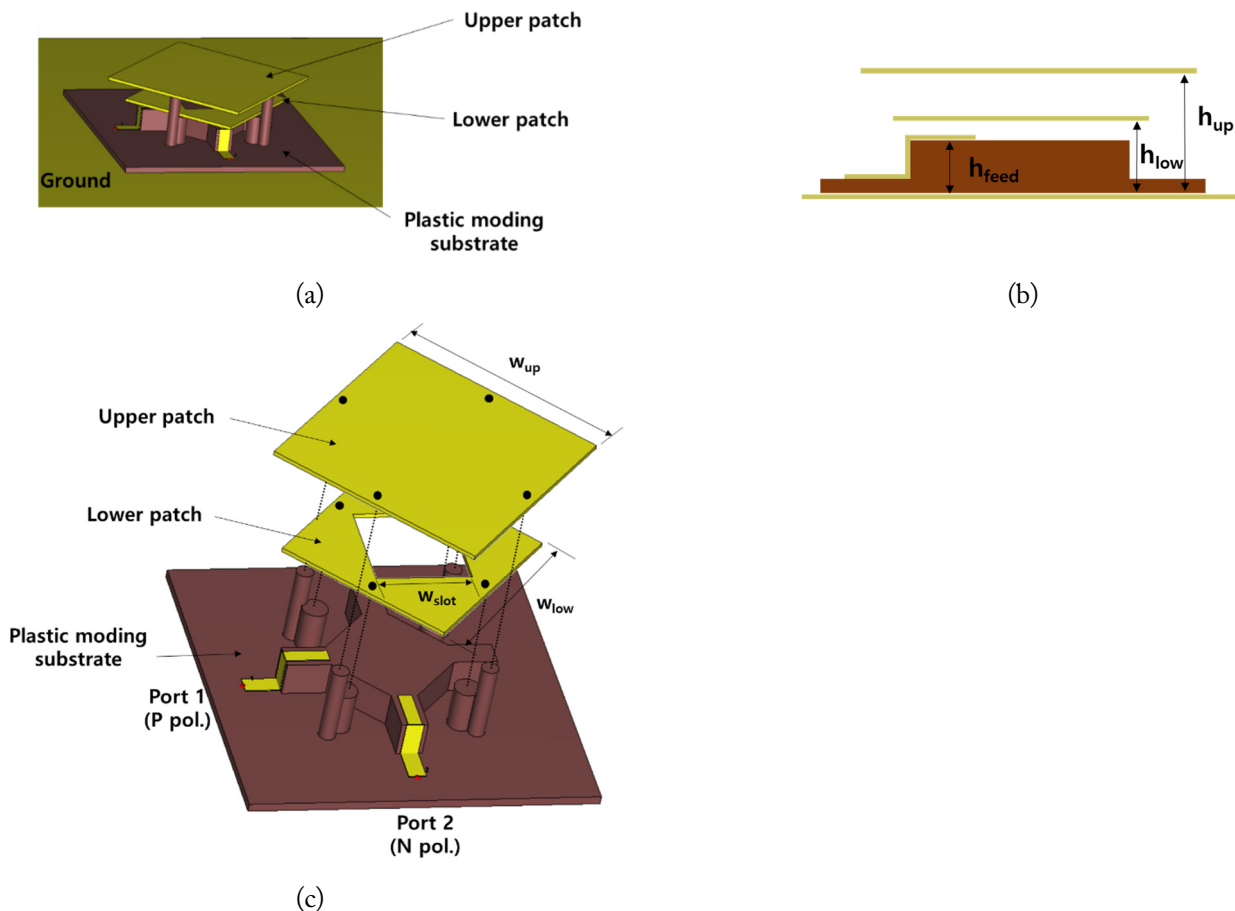 Upper patch
Lower patch
Ground
Plastic moding
substrate
(a)
hup
hlow
hfeed
(b)
wup
Upper patch
Lower patch
wslot
wlow
Plastic moding
substrate
Port 1
(P pol.)
Port 2
(N pol.)
(c)